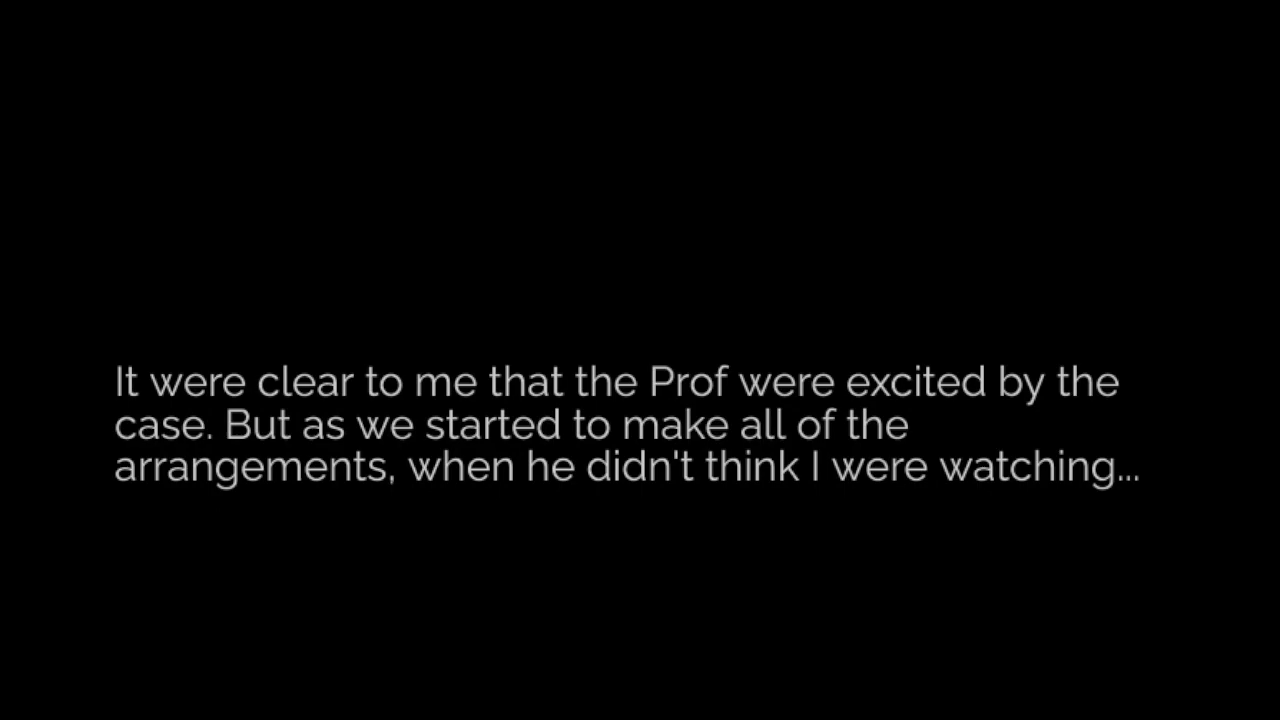 It were clear to me that the Prof were excited by the
case. But as we started to make all of the
arrangements, when he didn't think I were watching...